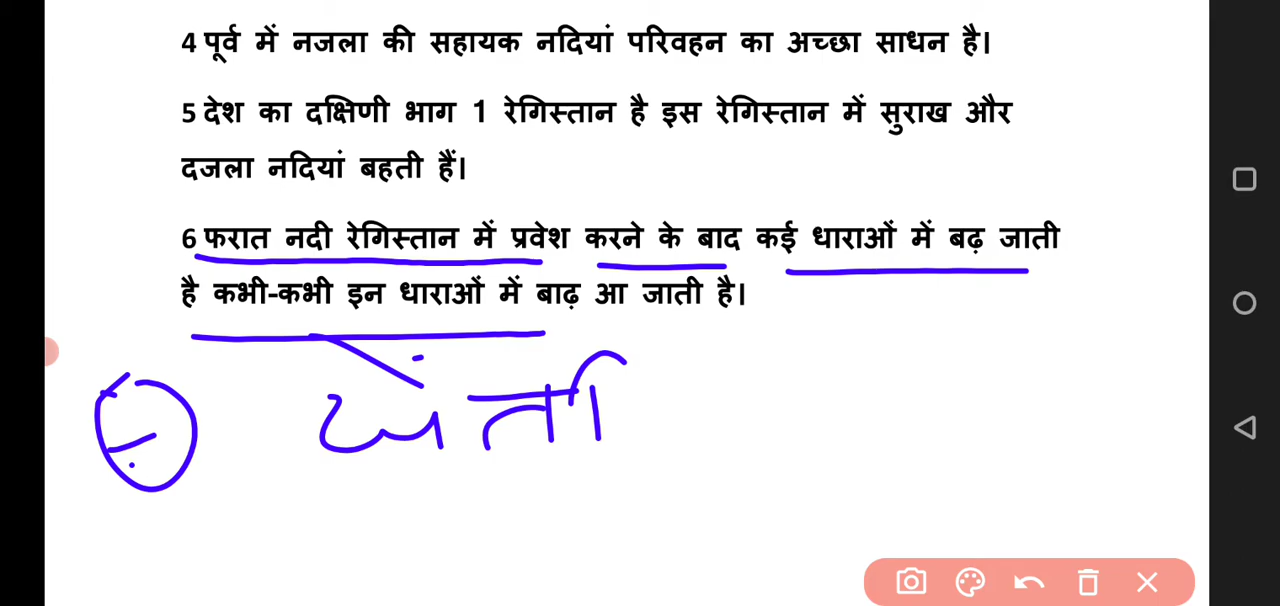 4 पूर्व में नजला की सहायक नदियां परिवहन का अच्छा साधन है।
5 देश का दक्षिणी भाग 1 रेगिस्तान है इस रेगिस्तान में सुराख और
दजला नदियां बहती हैं।
6 फरात नदी रेगिस्तान में प्रवेश करने के बाद कई धाराओं में बढ़ जाती
है कभी-कभी इन धाराओं में बाढ़ आ जाती है।